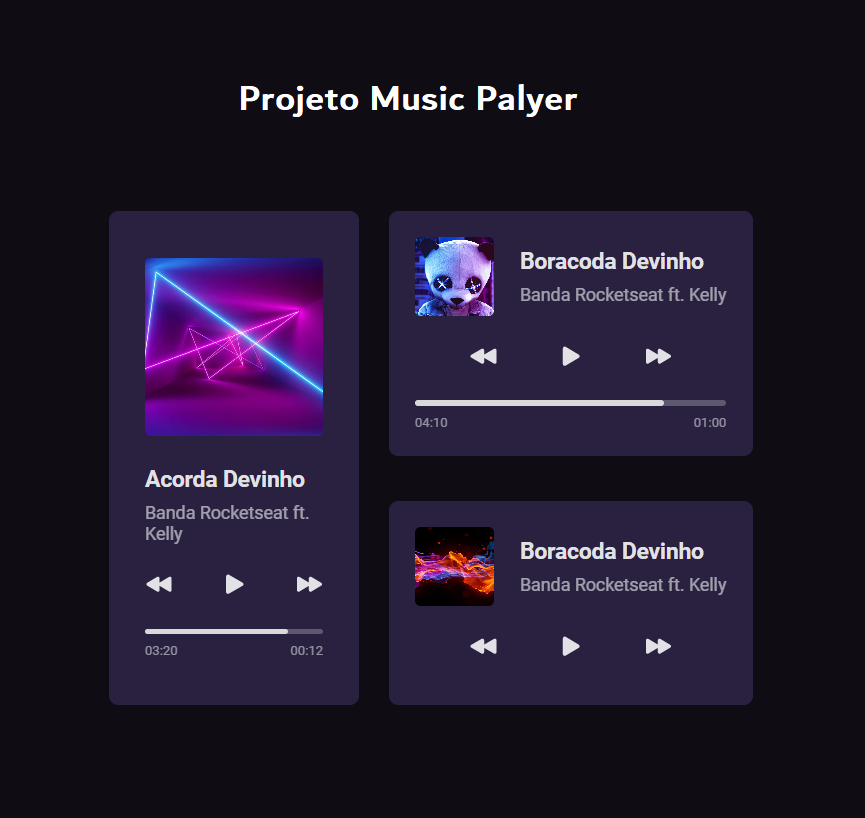 Projeto Music Palyer
Acorda Devinho
Banda Rocketseat ft.
Kelly
03:20 00:12
Boracoda Devinho
Banda Rocketseat ft. Kelly
04:10 01:00
Boracoda Devinho
Banda Rocketseat ft. Kelly